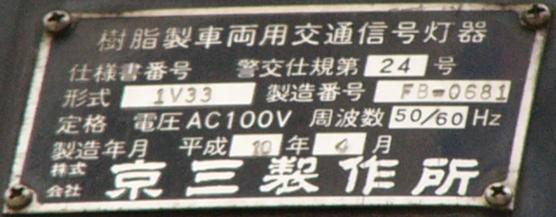 樹脂製車両用交通信号灯器
仕様書番号 警交仕規第 24 号
形式 1V33 製造番号 FB-0681
定格 電圧AC100V 周波数 50/60 Hz
製造年月 平成 10 年 4 月
株式会社 京三製作所